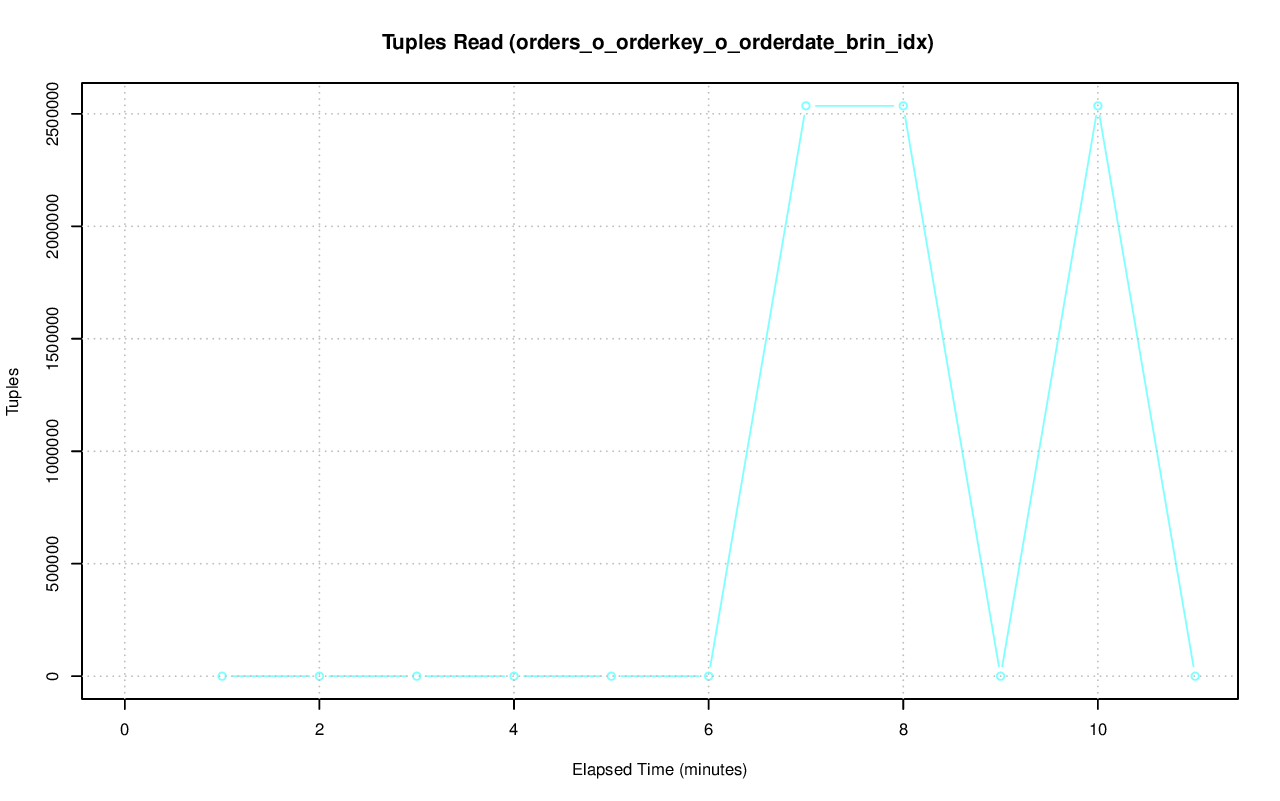 Tuples Read (orders_o_orderkey_o_orderdate_brin_idx)
Tuples
2500000
2000000
1500000
1000000
500000
0
0 2 4 6 8 10
Elapsed Time (minutes)